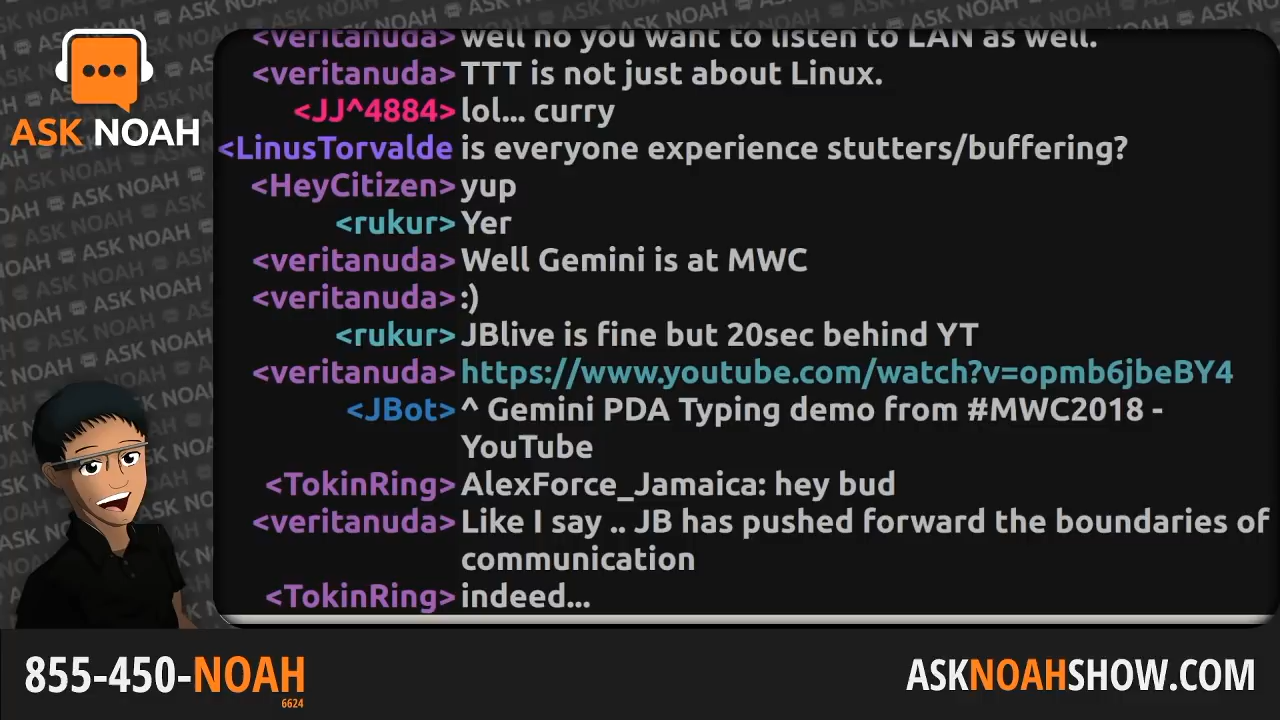 ASK NOAH
<veritanuda> well no you want to listen to LAN as well.
<veritanuda> TTT is not just about Linux.
<JJ^4884> lol... curry
<LinusTorvalde is everyone experience stutters/buffering?
<HeyCitizen> yup
<rukur> Yer
<veritanuda> Well Gemini is at MWC
<veritanuda> :)
<rukur> JBlive is fine but 20sec behind YT
<veritanuda> https://www.youtube.com/watch?v=opmb6jbeBY4
<JBot> ^ Gemini PDA Typing demo from #MWC2018 -
YouTube
<TokinRing> AlexForce_Jamaica: hey bud
<veritanuda> Like I say .. JB has pushed forward the boundaries of
communication
<TokinRing> indeed...
855-450-NOAH
6624
ASKNOAHSHOW.COM